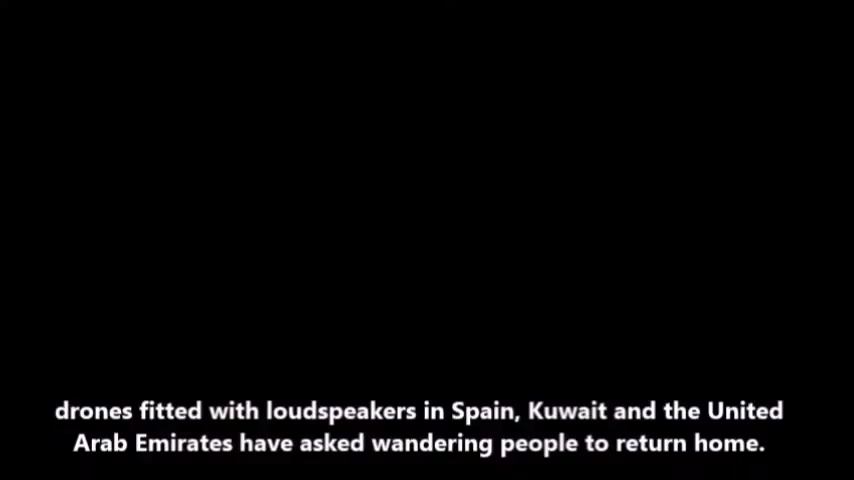 drones fitted with loudspeakers in Spain, Kuwait and the United
Arab Emirates have asked wandering people to return home.